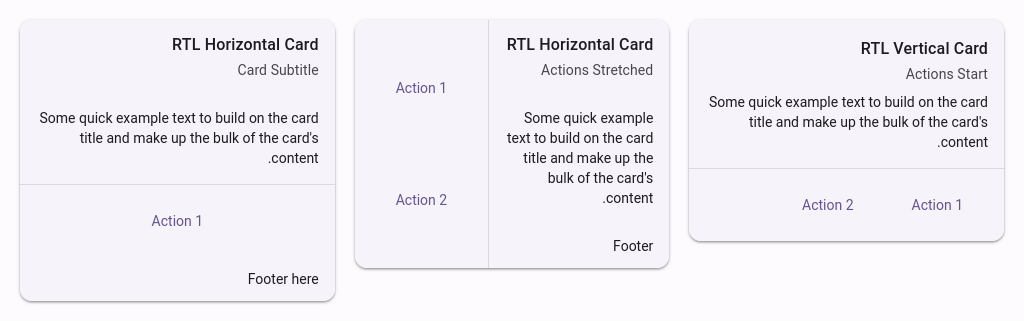 RTL Horizontal Card
Card Subtitle
Some quick example text to build on the card
title and make up the bulk of the card's
.content
Action 1
Footer here
RTL Horizontal Card
Actions Stretched
Some quick example
text to build on the card
title and make up the
bulk of the card's
.content
Footer
Action 1
Action 2
RTL Vertical Card
Actions Start
Some quick example text to build on the card
title and make up the bulk of the card's
.content
Action 2 Action 1